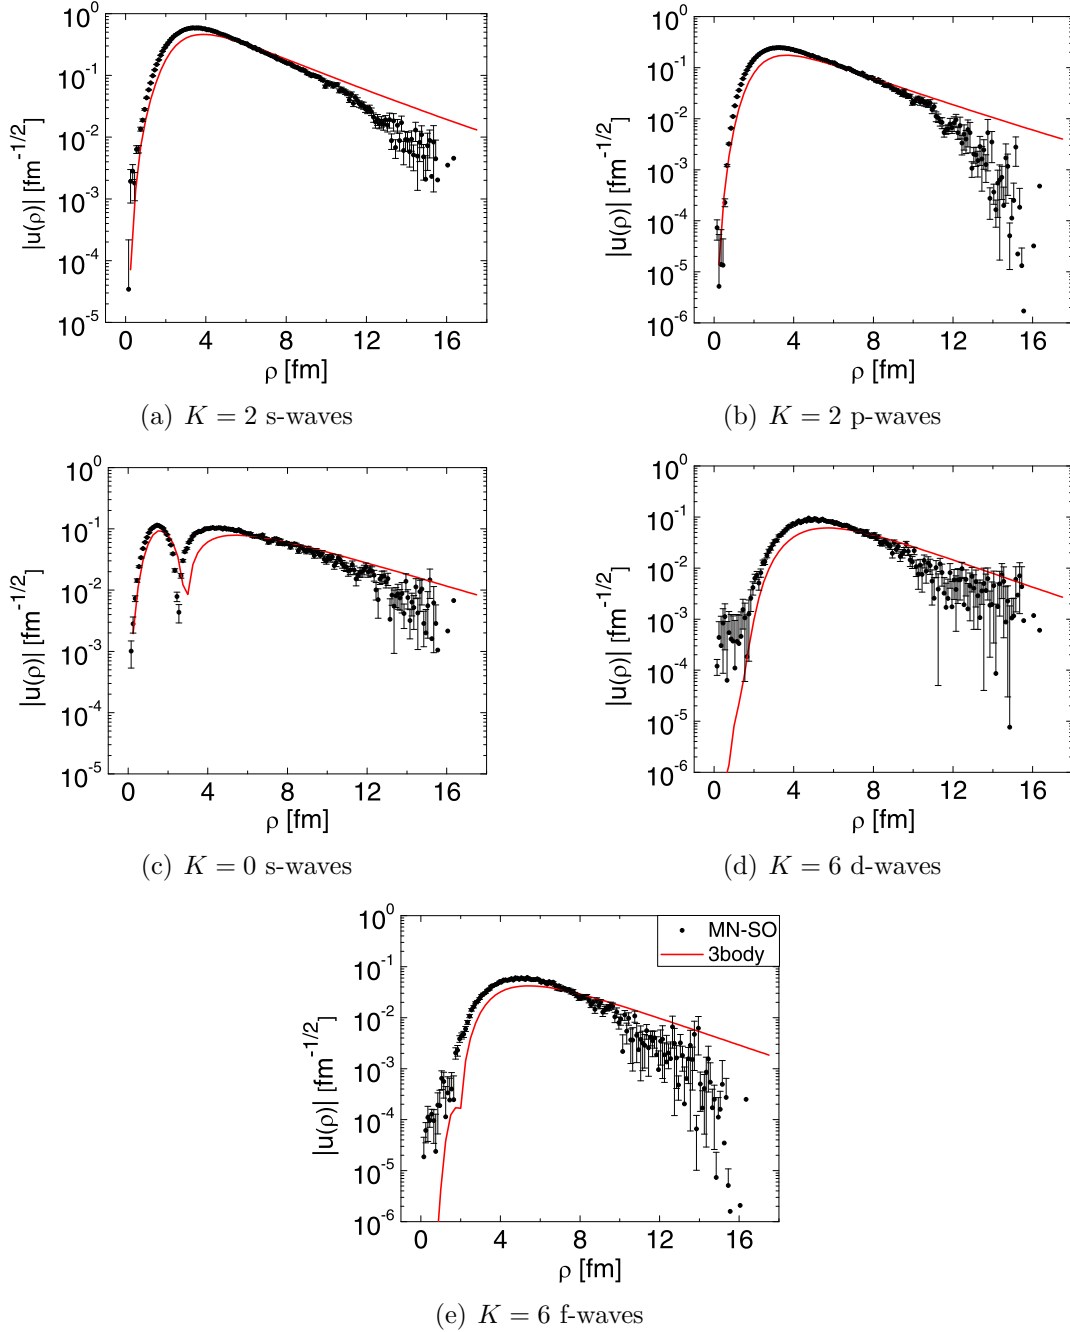 10^0
10^-1
10^-2
10^-3
10^-4
10^-5
|u(ρ)| [fm^-1/2]
0 4 8 12 16
ρ [fm]
(a) K = 2 s-waves
10^0
10^-1
10^-2
10^-3
10^-4
10^-5
10^-6
|u(ρ)| [fm^-1/2]
0 4 8 12 16
ρ [fm]
(b) K = 2 p-waves
10^0
10^-1
10^-2
10^-3
10^-4
10^-5
|u(ρ)| [fm^-1/2]
0 4 8 12 16
ρ [fm]
(c) K = 0 s-waves
10^0
10^-1
10^-2
10^-3
10^-4
10^-5
10^-6
|u(ρ)| [fm^-1/2]
0 4 8 12 16
ρ [fm]
(d) K = 6 d-waves
10^0
10^-1
10^-2
10^-3
10^-4
10^-5
10^-6
|u(ρ)| [fm^-1/2]
MN-SO
3body
0 4 8 12 16
ρ [fm]
(e) K = 6 f-waves